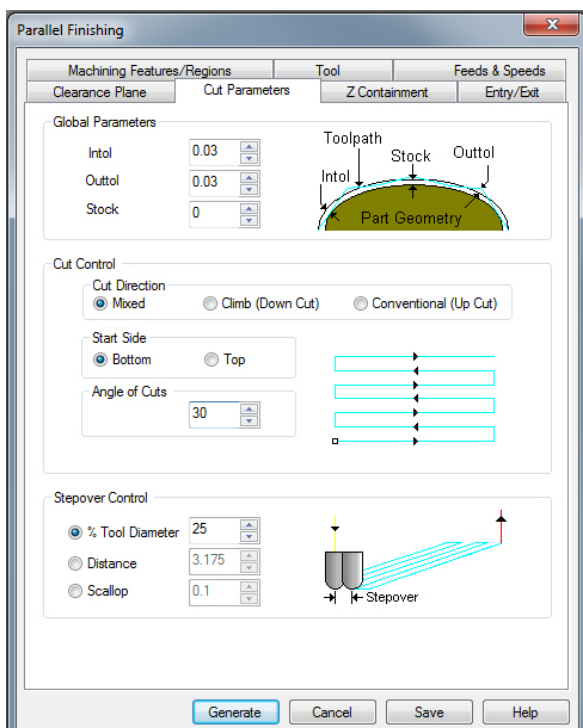 Parallel Finishing
Machining Features/Regions Tool Feeds & Speeds
Clearance Plane Cut Parameters Z Containment Entry/Exit
Global Parameters
Intol 0.03
Outtol 0.03
Stock 0
Toolpath
Stock Outtol
Intol
Part Geometry
Cut Control
Cut Direction
Mixed Climb (Down Cut) Conventional (Up Cut)
Start Side
Bottom Top
Angle of Cuts
30
Stepover Control
% Tool Diameter 25
Distance 3.175
Scallop 0.1
Stepover
Generate Cancel Save Help